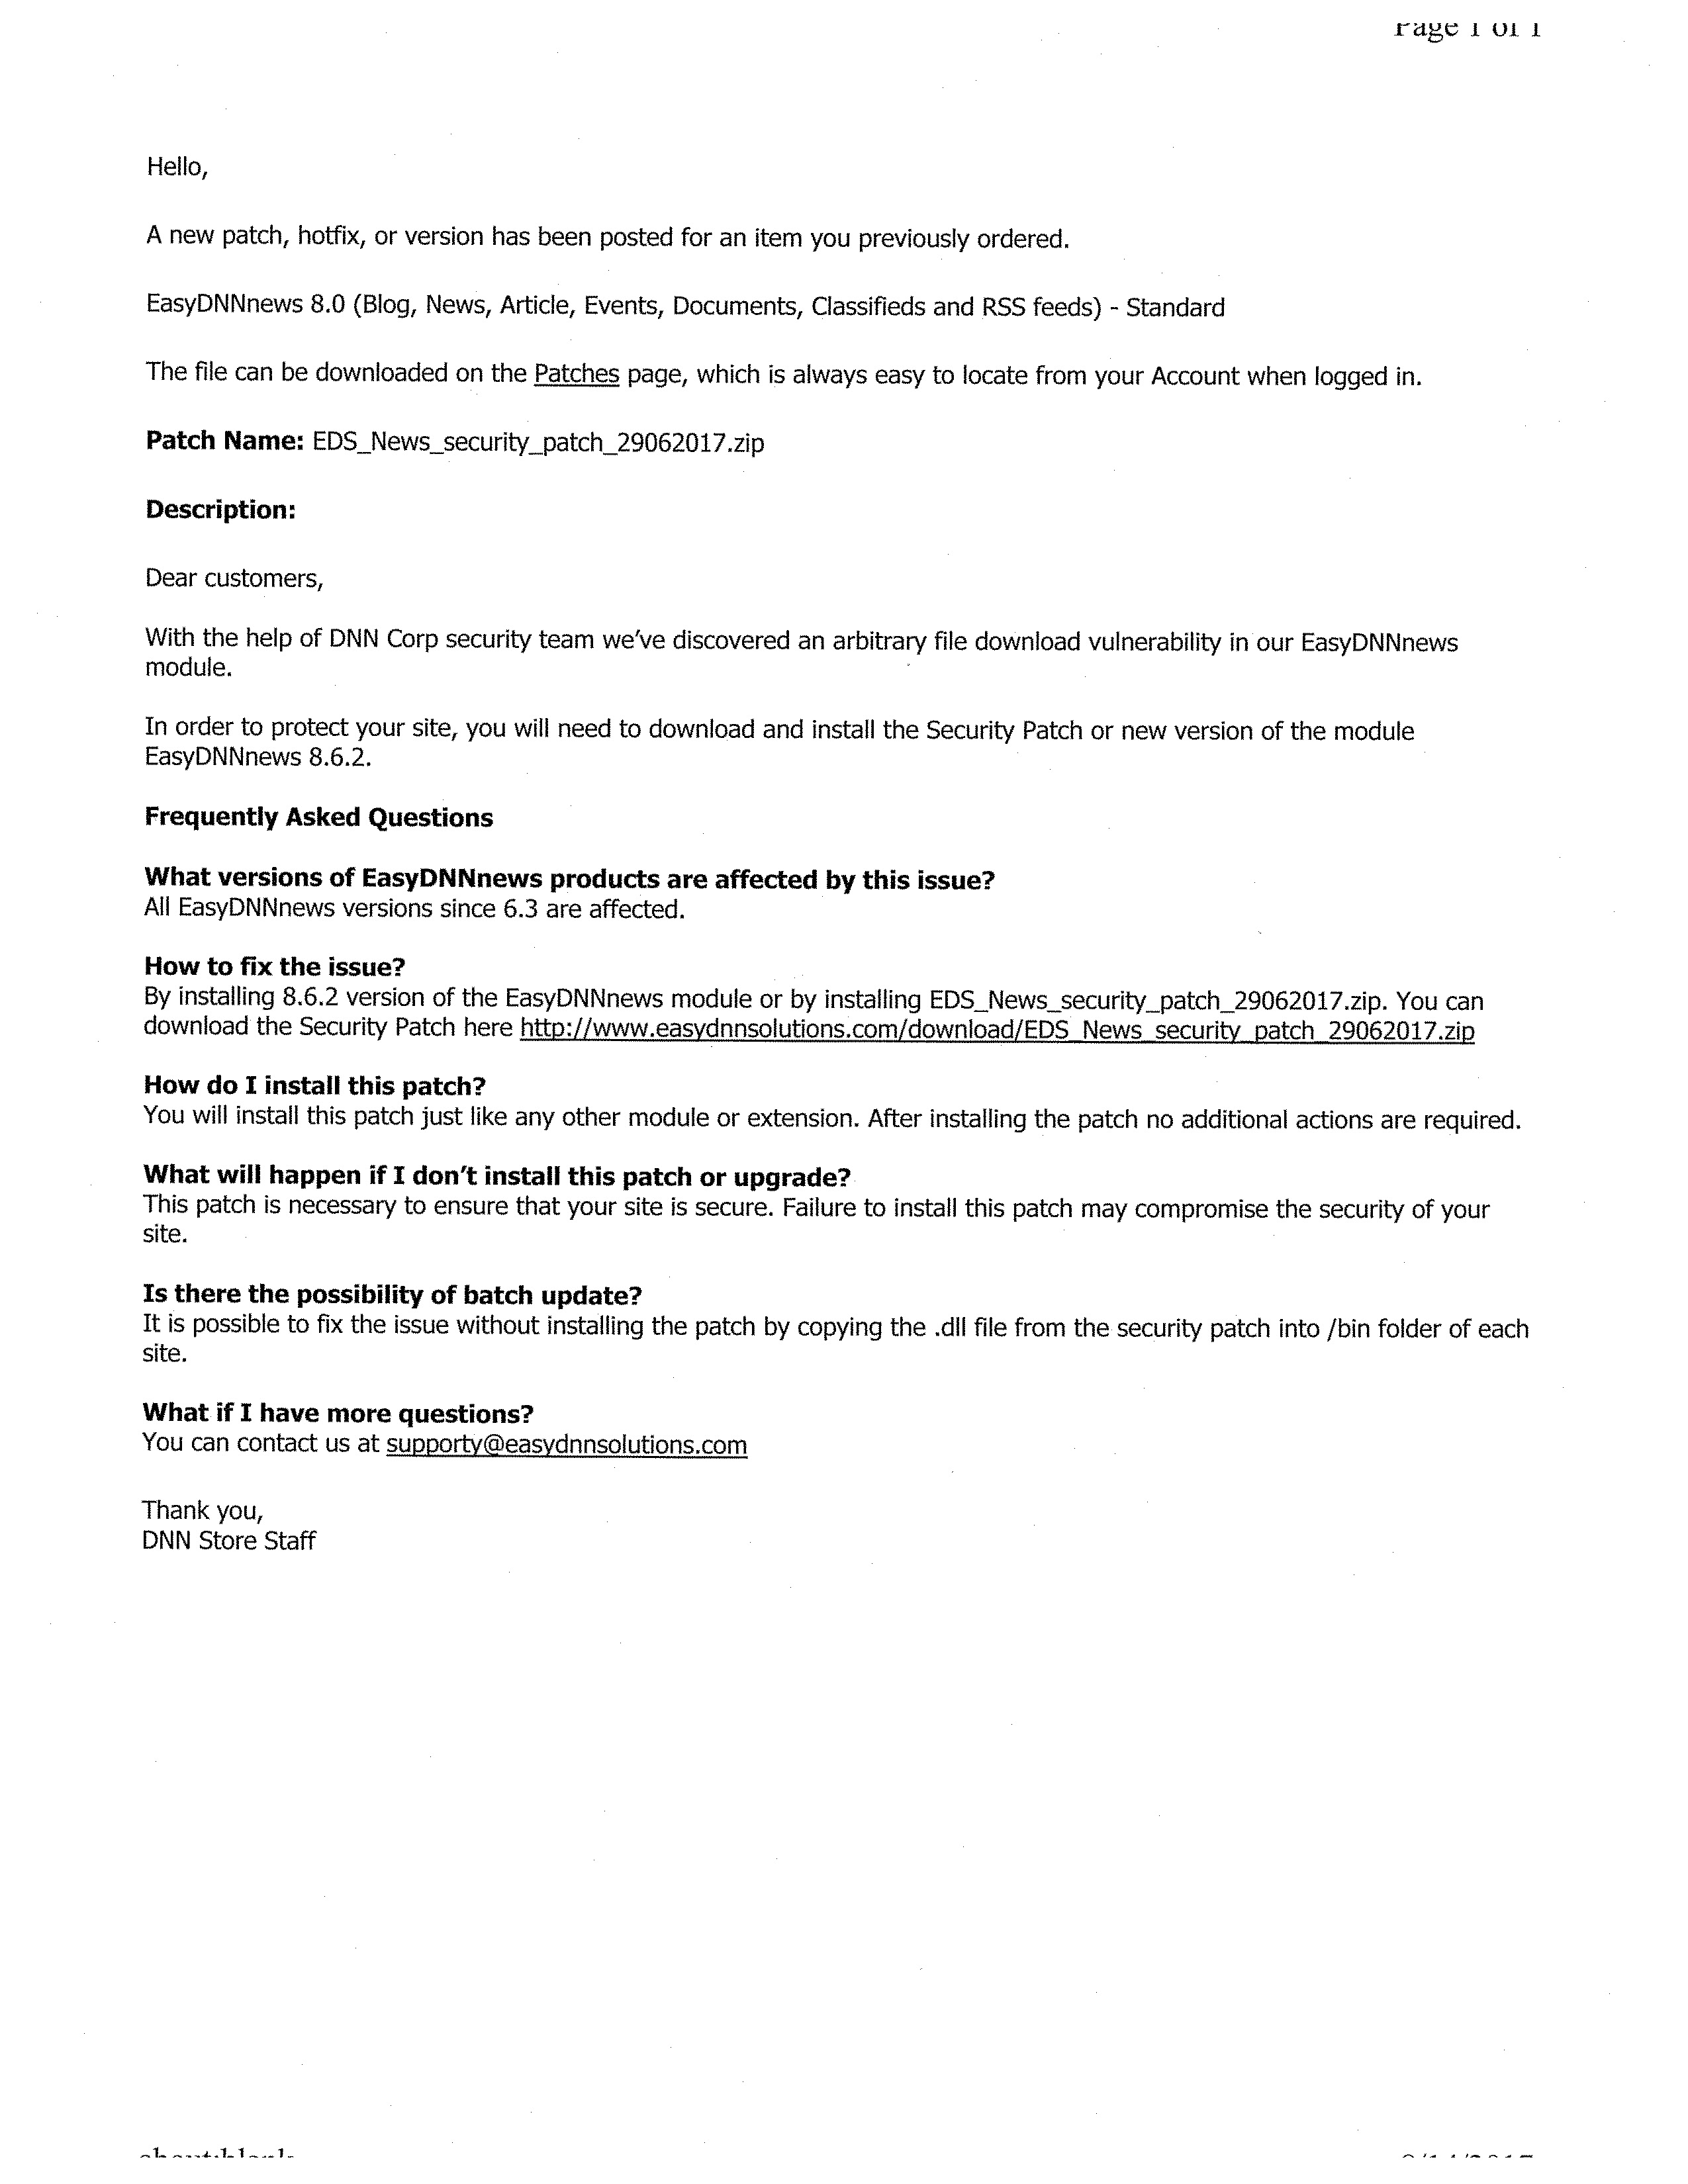 Page 1 of 1
Hello,
A new patch, hotfix, or version has been posted for an item you previously ordered.
EasyDNNnews 8.0 (Blog, News, Article, Events, Documents, Classifieds and RSS feeds) - Standard
The file can be downloaded on the Patches page, which is always easy to locate from your Account when logged in.
Patch Name: EDS_News_security_patch_29062017.zip
Description:
Dear customers,
With the help of DNN Corp security team we've discovered an arbitrary file download vulnerability in our EasyDNNnews
module.
In order to protect your site, you will need to download and install the Security Patch or new version of the module
EasyDNNnews 8.6.2.
Frequently Asked Questions
What versions of EasyDNNnews products are affected by this issue?
All EasyDNNnews versions since 6.3 are affected.
How to fix the issue?
By installing 8.6.2 version of the EasyDNNnews module or by installing EDS_News_security_patch_29062017.zip. You can
download the Security Patch here http://www.easydnnsolutions.com/download/EDS_News_security_patch_29062017.zip
How do I install this patch?
You will install this patch just like any other module or extension. After installing the patch no additional actions are required.
What will happen if I don't install this patch or upgrade?
This patch is necessary to ensure that your site is secure. Failure to install this patch may compromise the security of your
site.
Is there the possibility of batch update?
It is possible to fix the issue without installing the patch by copying the .dll file from the security patch into /bin folder of each
site.
What if I have more questions?
You can contact us at supporty@easydnnsolutions.com
Thank you,
DNN Store Staff
about:blank